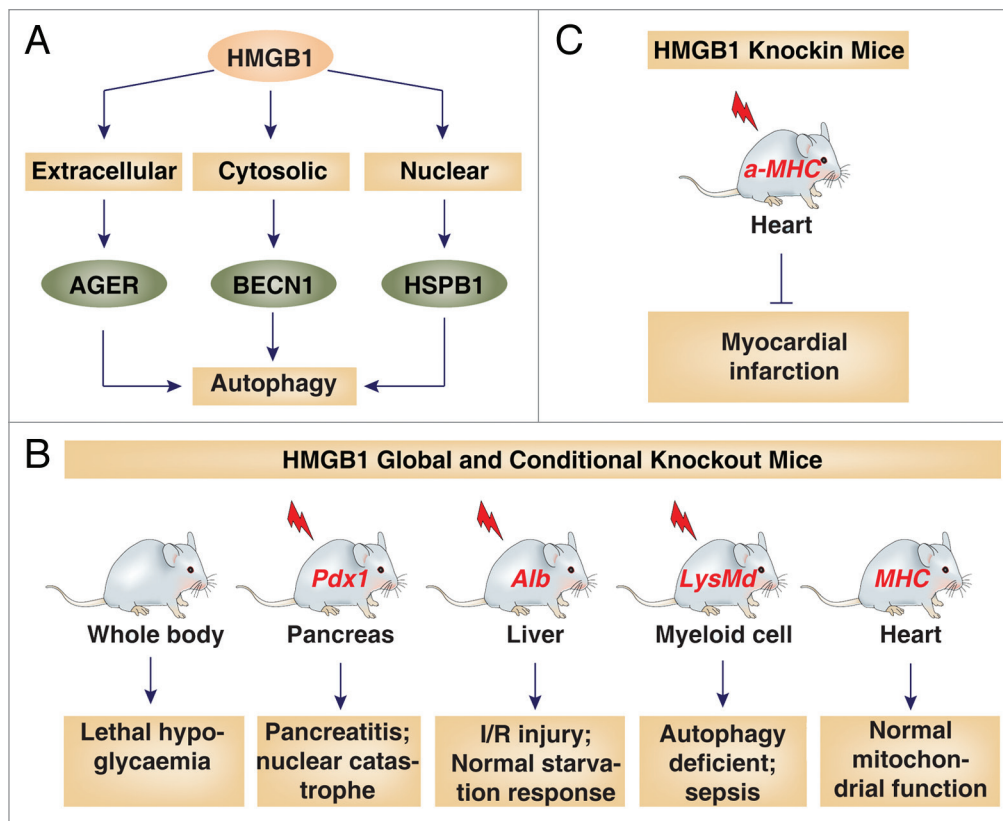 A
HMGB1
Extracellular
Cytosolic
Nuclear
AGER
BECN1
HSPB1
Autophagy
C
HMGB1 Knockin Mice
a-MHC
Heart
Myocardial
infarction
B
HMGB1 Global and Conditional Knockout Mice
Pdx1
Alb
LysMd
MHC
Whole body
Pancreas
Liver
Myeloid cell
Heart
Lethal hypo-
glycaemia
Pancreatitis;
nuclear catas-
trophe
I/R injury;
Normal starva-
tion response
Autophagy
deficient;
sepsis
Normal
mitochon-
drial function